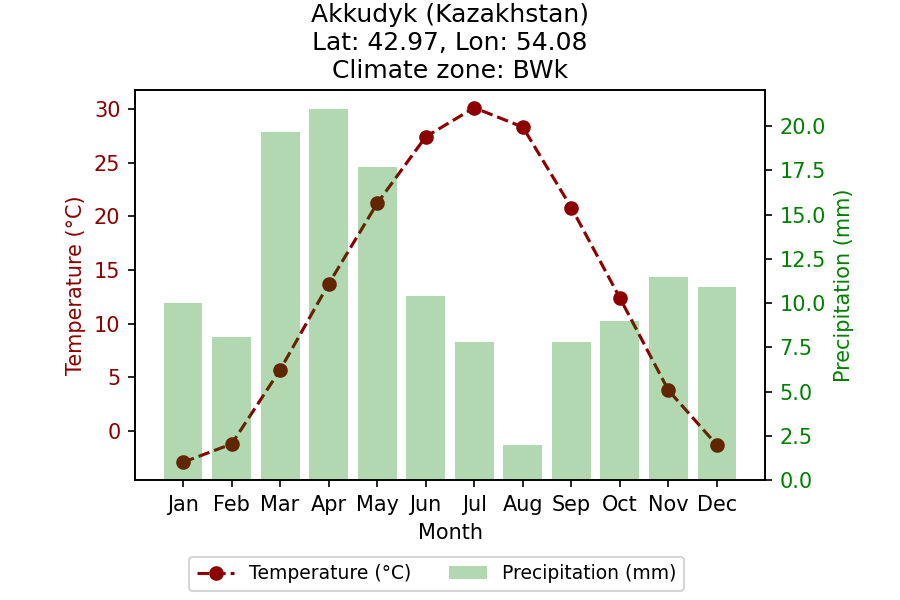 Akkudyk (Kazakhstan)
Lat: 42.97, Lon: 54.08
Climate zone: BWk
Temperature (°C)
30
25
20
15
10
5
0
20.0
17.5
15.0
12.5
10.0
7.5
5.0
2.5
0.0
Precipitation (mm)
Jan Feb Mar Apr May Jun Jul Aug Sep Oct Nov Dec
Month
Temperature (°C) Precipitation (mm)